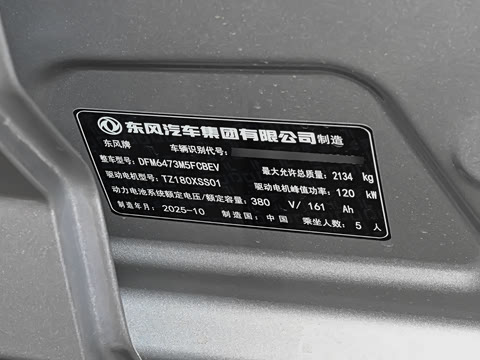 东风汽车集团有限公司 制造
东风牌 车辆识别代号:
整车型号: DFM6473M5FCBEV 最大允许总质量: 2134 kg
驱动电机型号: TZ180XSS01 驱动电机峰值功率: 120 kW
动力电池系统额定电压/额定容量: 380 V/ 161 Ah
制造年月: 2025-10 制造国: 中国 乘坐人数: 5 人